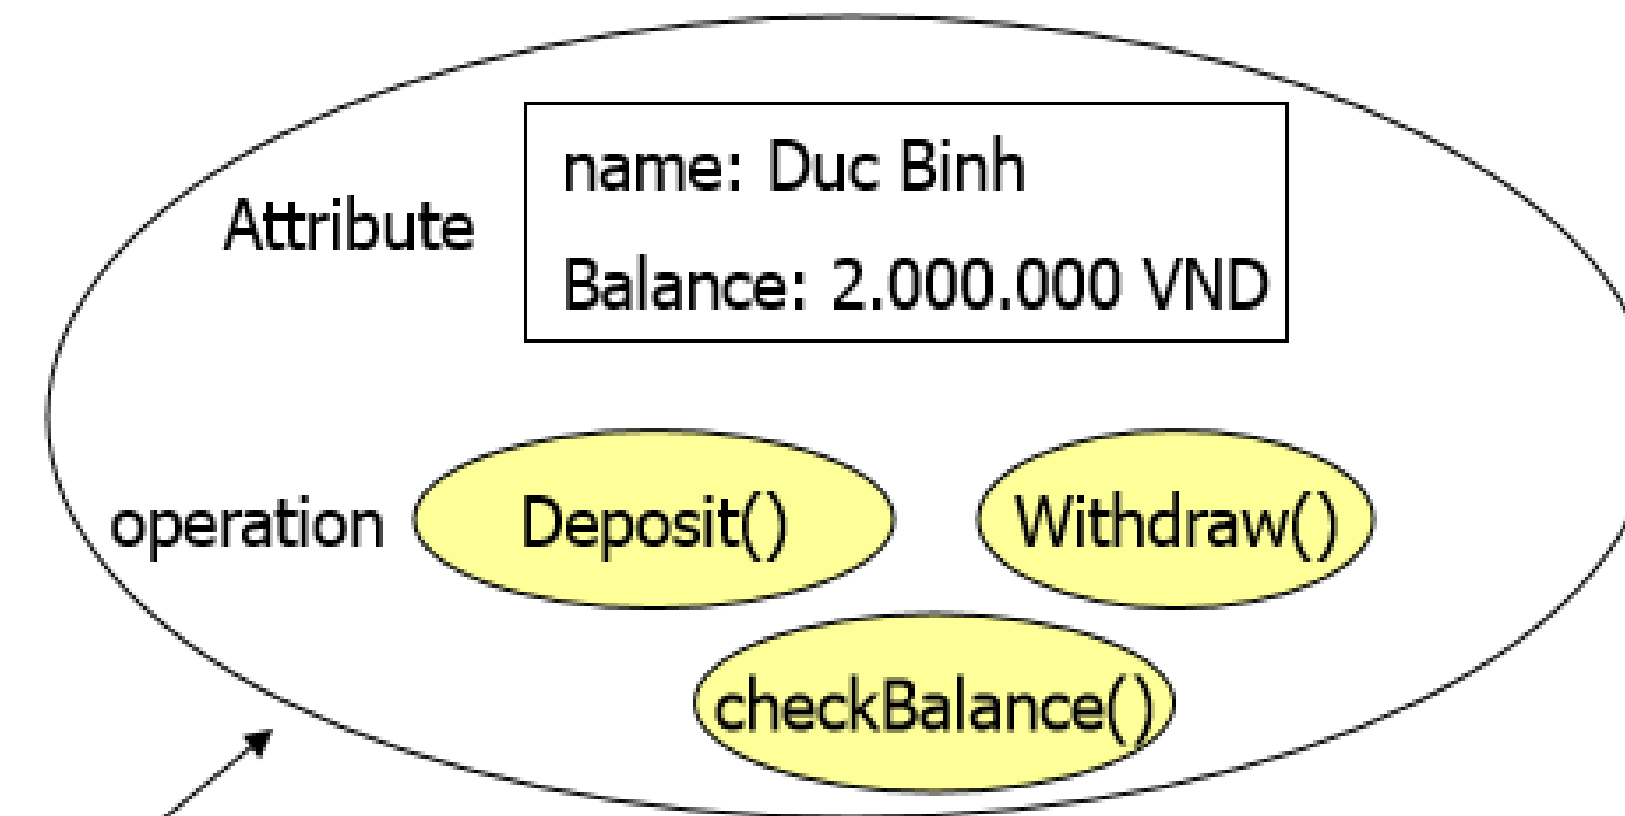 name: Duc Binh
Attribute
Balance: 2.000.000 VND
operation
Deposit()
Withdraw()
checkBalance()